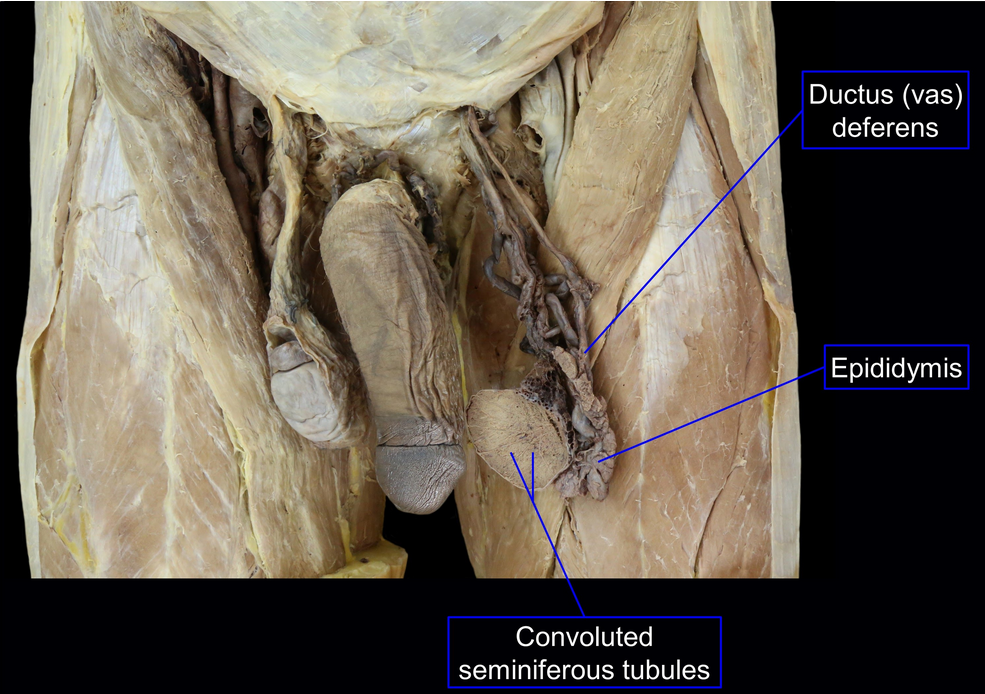 Ductus (vas)
deferens
Epididymis
Convoluted
seminiferous tubules